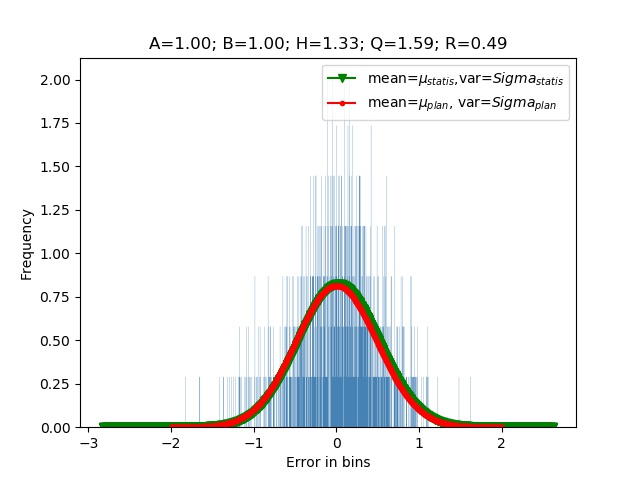 A=1.00; B=1.00; H=1.33; Q=1.59; R=0.49
mean=μstatis,var=Sigmastatis
mean=μplan, var=Sigmaplan
2.00
1.75
1.50
1.25
1.00
0.75
0.50
0.25
0.00
Frequency
−3 −2 −1 0 1 2
Error in bins